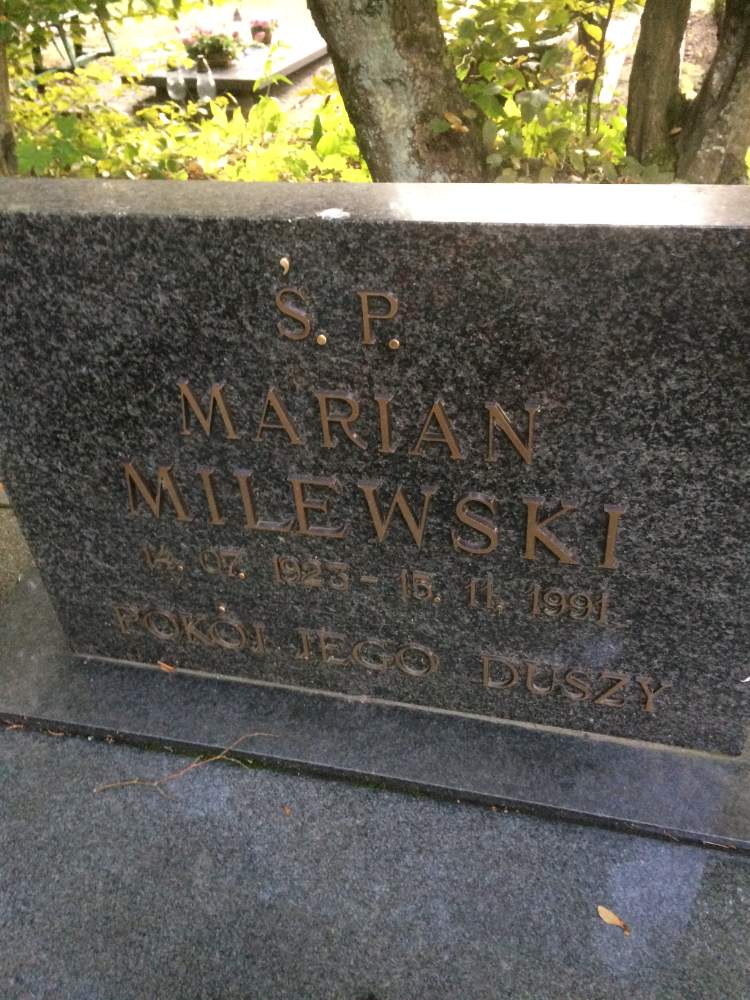 Ś. P.
MARIAN
MILEWSKI
14. 07. 1923 - 15. 11. 1991
POKÓJ JEGO DUSZY